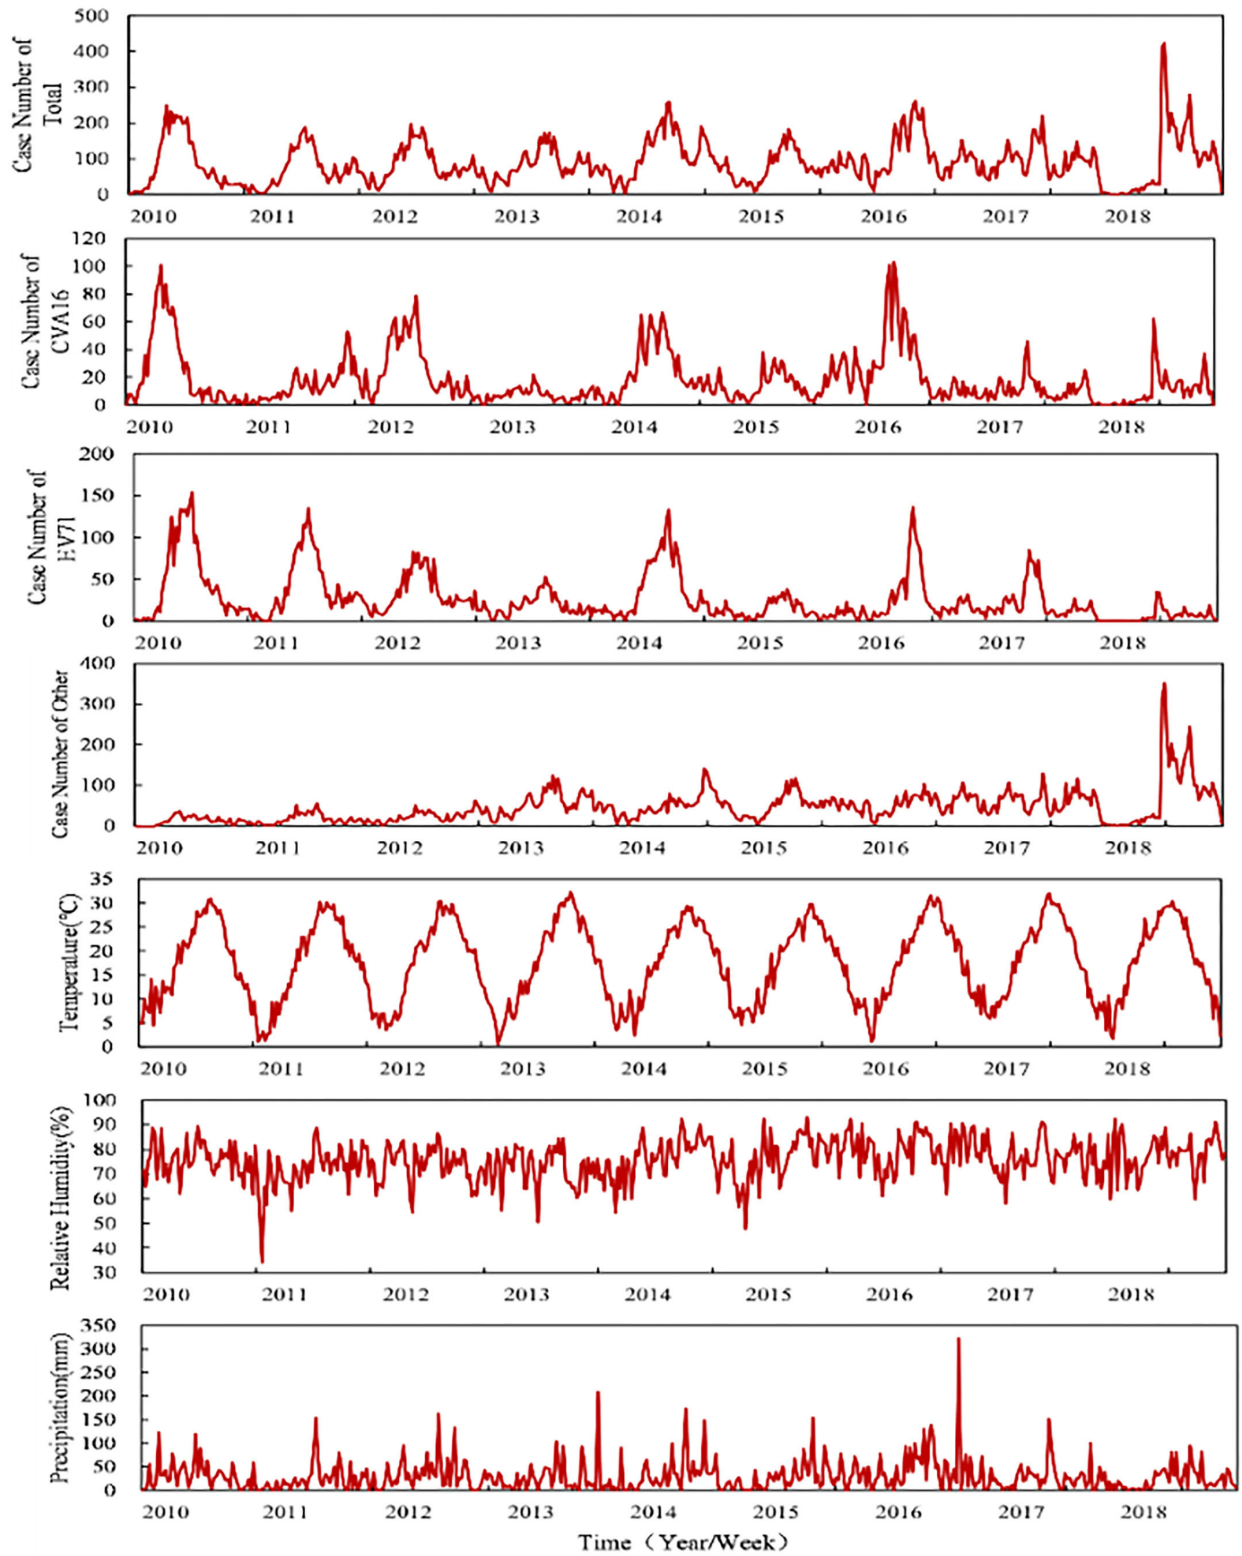 Case Number of
Total
500
400
300
200
100
0
2010 2011 2012 2013 2014 2015 2016 2017 2018
Case Number of
CVA16
120
100
80
60
40
20
0
2010 2011 2012 2013 2014 2015 2016 2017 2018
Case Number of
EV71
200
150
100
50
0
2010 2011 2012 2013 2014 2015 2016 2017 2018
Case Number of Other
400
300
200
100
0
2010 2011 2012 2013 2014 2015 2016 2017 2018
Temperature(℃)
35
30
25
20
15
10
5
0
2010 2011 2012 2013 2014 2015 2016 2017 2018
Relative Humidity(%)
100
90
80
70
60
50
40
30
2010 2011 2012 2013 2014 2015 2016 2017 2018
Precipitation(mm)
350
300
250
200
150
100
50
0
2010 2011 2012 2013 2014 2015 2016 2017 2018
Time（Year/Week）